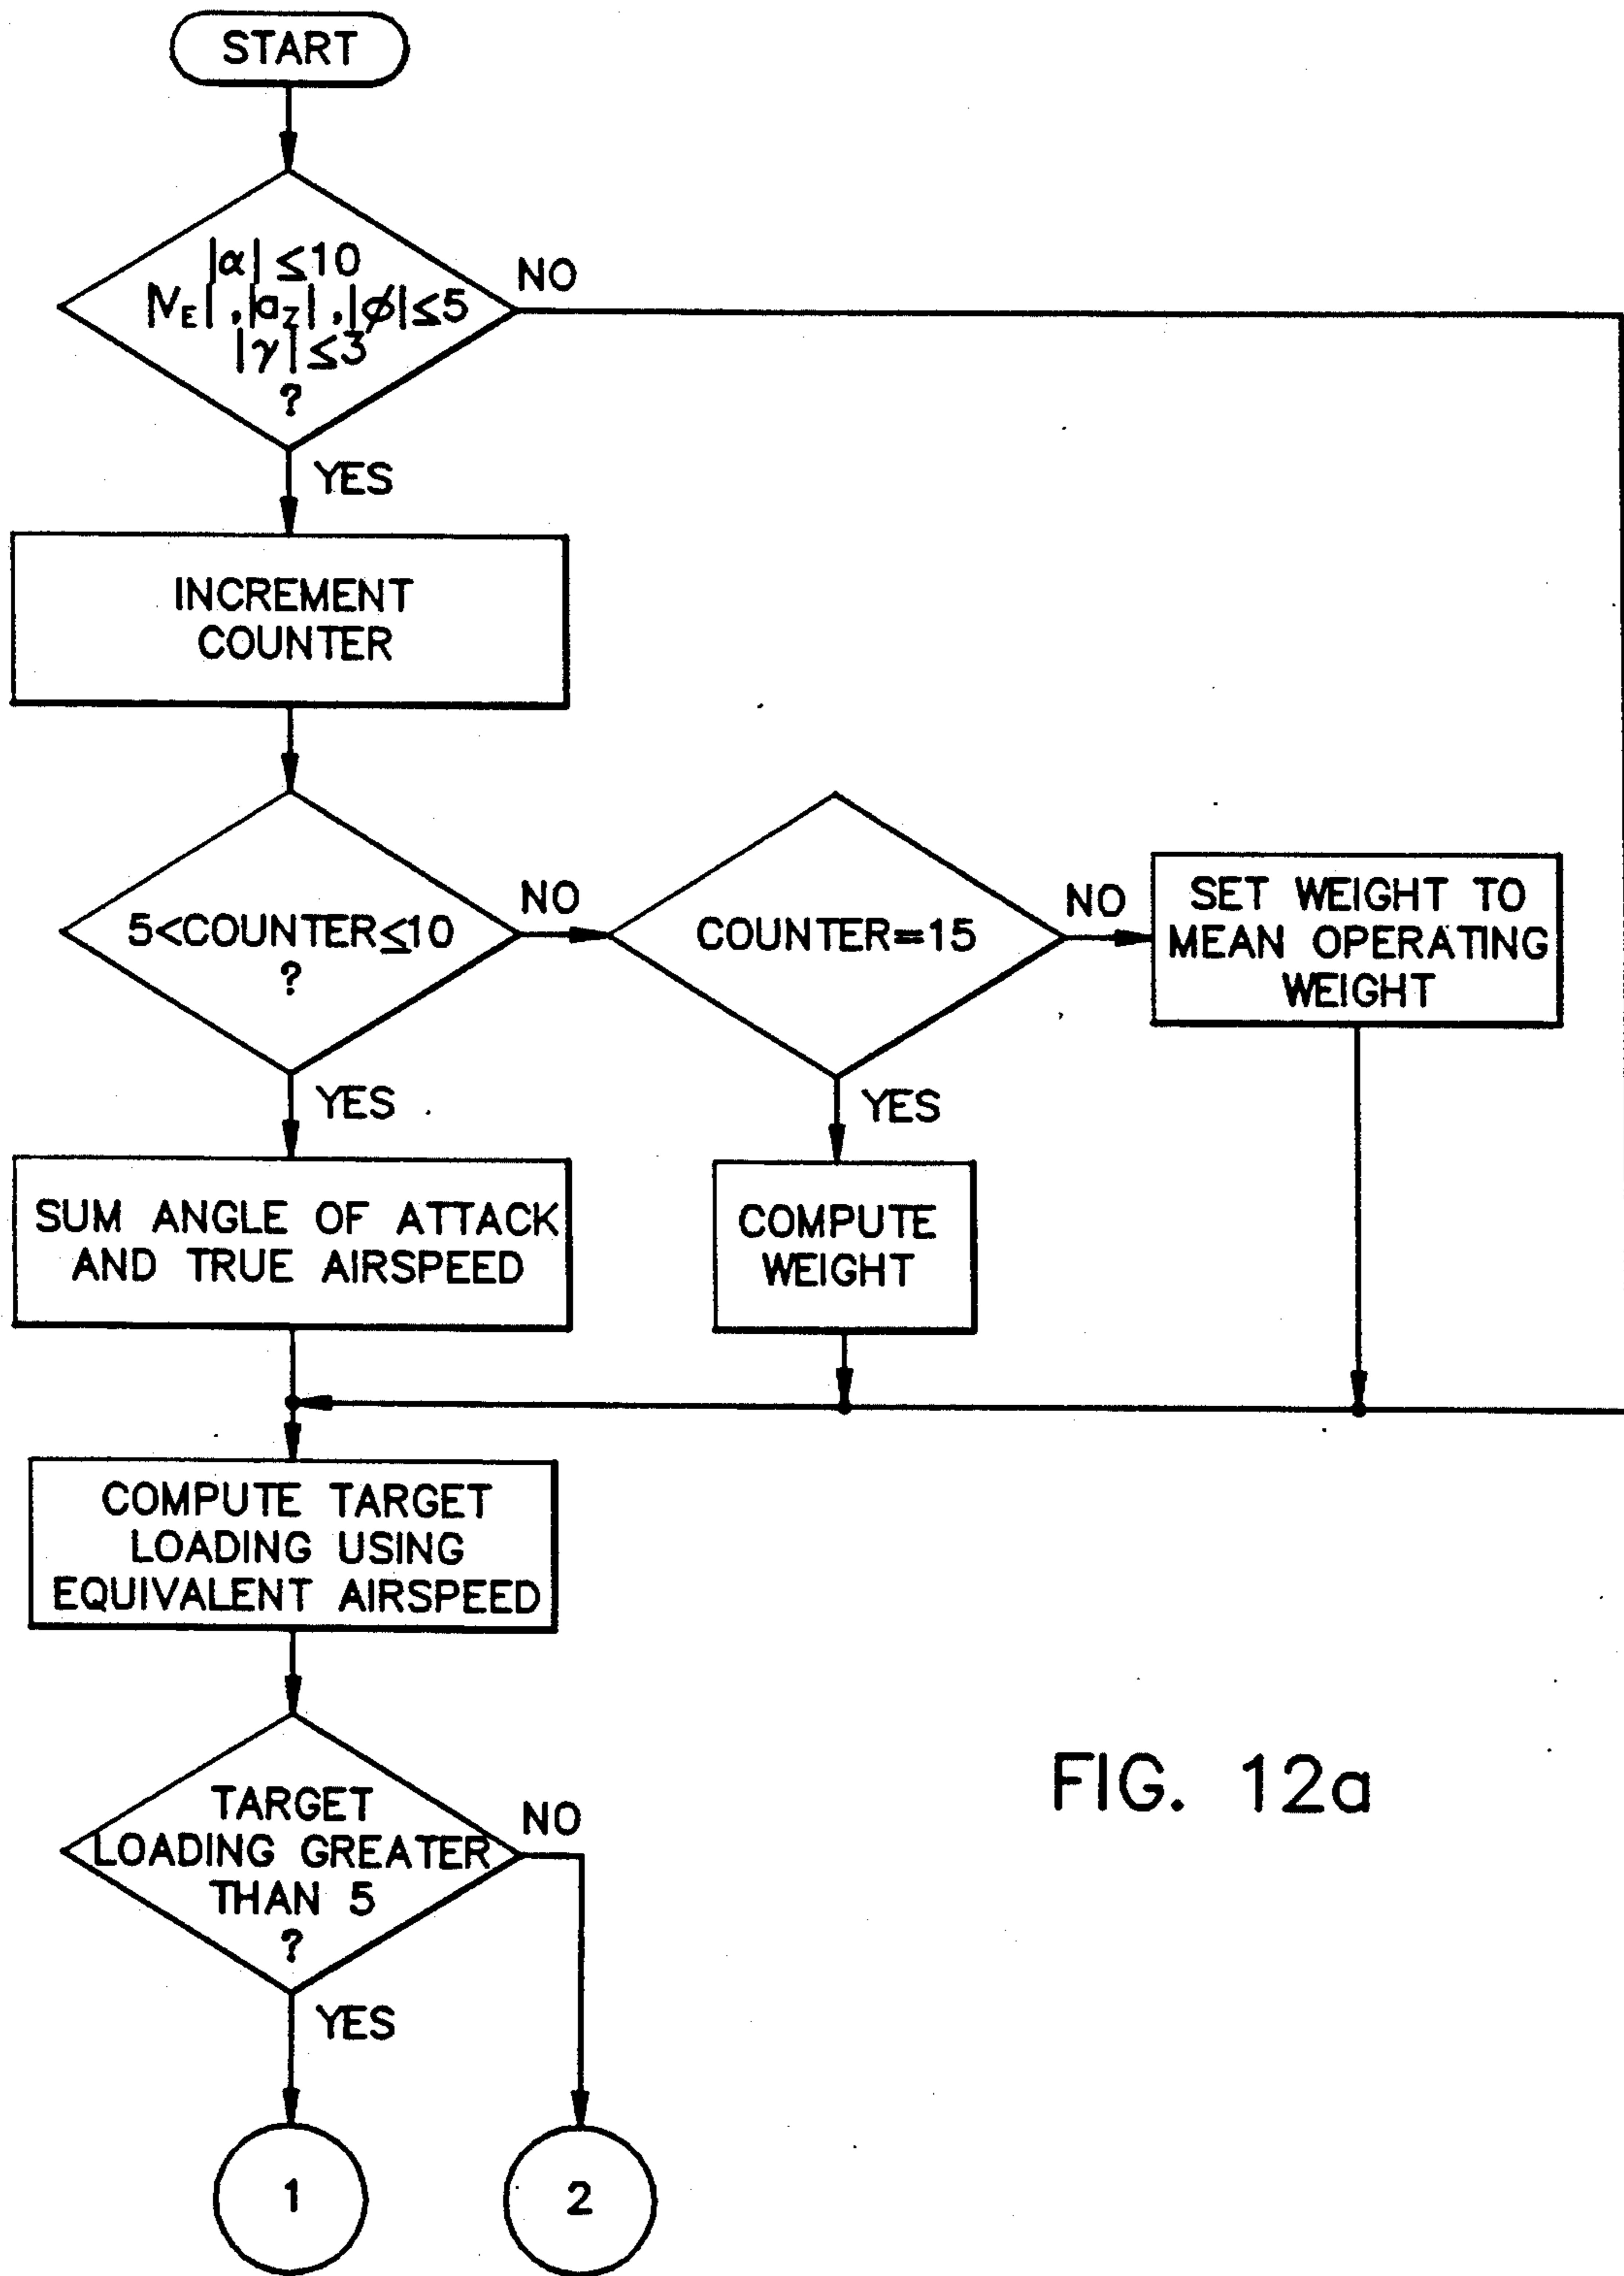 START
|α| ≤10
|V_E| , |a_z| , |ϕ| ≤5
|γ| ≤3
?
NO
YES
INCREMENT
COUNTER
5<COUNTER≤10
?
NO
COUNTER=15
NO
SET WEIGHT TO
MEAN OPERATING
WEIGHT
YES
YES
SUM ANGLE OF ATTACK
AND TRUE AIRSPEED
COMPUTE
WEIGHT
COMPUTE TARGET
LOADING USING
EQUIVALENT AIRSPEED
TARGET
LOADING GREATER
THAN 5
?
NO
YES
1
2
FIG. 12a